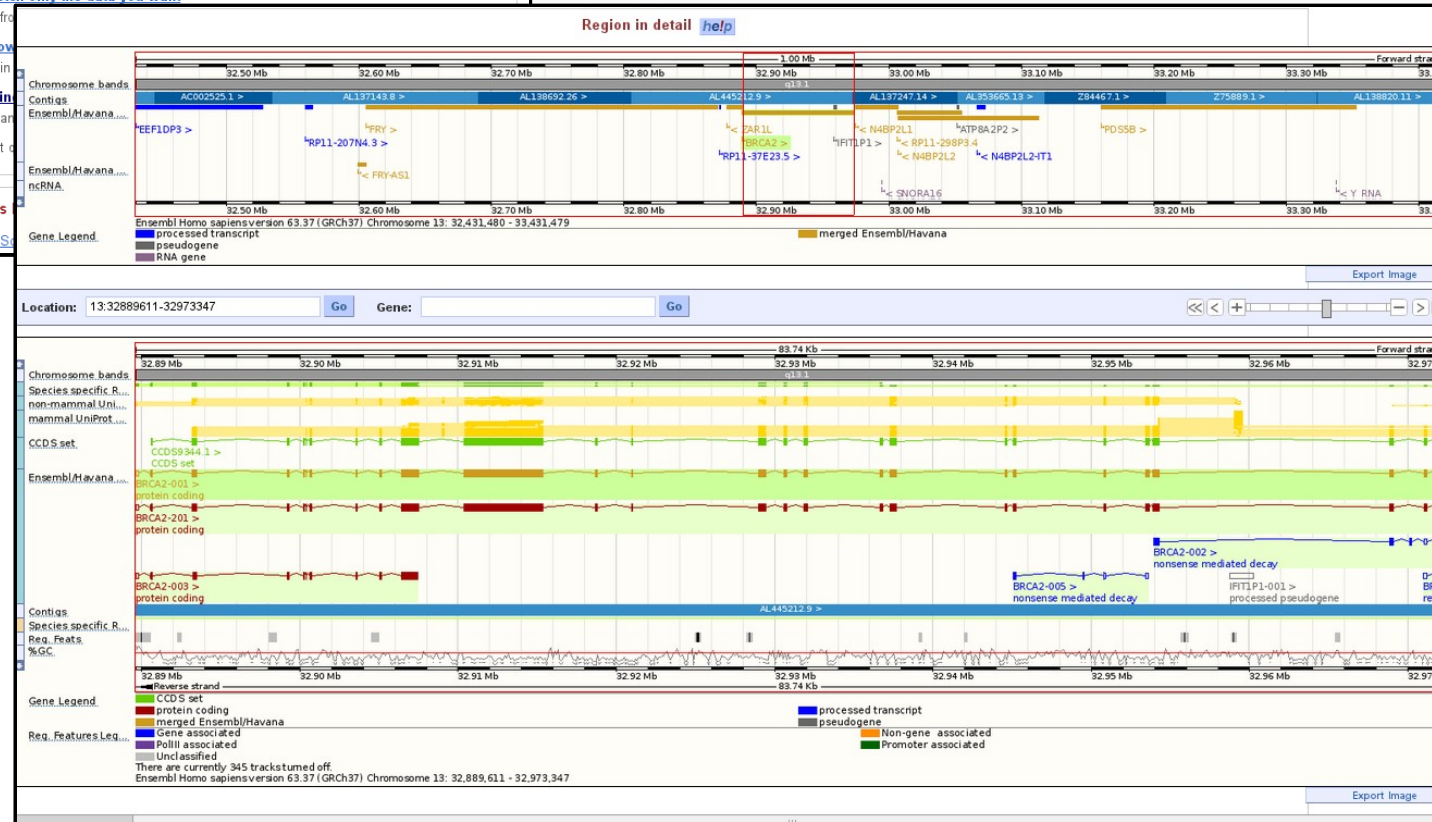 Region in detail help
1.00 Mb Forward stra
32.50 Mb 32.60 Mb 32.70 Mb 32.80 Mb 32.90 Mb 33.00 Mb 33.10 Mb 33.20 Mb 33.30 Mb 33.
Chromosome bands q13.1
Contigs AC002525.1 > AL137143.8 > AL138692.26 > AL445212.9 > AL137247.14 > AL353665.13 > Z84467.1 > Z75889.1 > AL138820.11 >
Ensembl/Havana ...
EEF1DP3 > FRY > < ZAR1L < N4BP2L1 ATP8A2P2 > PDS5B >
RP11-207N4.3 > BRCA2 > IFIT1P1 > < RP11-298P3.4
RP11-37E23.5 > < N4BP2L2 < N4BP2L2-IT1
Ensembl/Havana ...
< FRY-AS1
ncRNA
< SNORA16 < Y RNA
32.50 Mb 32.60 Mb 32.70 Mb 32.80 Mb 32.90 Mb 33.00 Mb 33.10 Mb 33.20 Mb 33.30 Mb 33.
Ensembl Homo sapiens version 63.37 (GRCh37) Chromosome 13: 32,431,480 - 33,431,479
Gene Legend processed transcript merged Ensembl/Havana
pseudogene
RNA gene
Export Image
Location: 13:32889611-32973347 Go Gene: Go
83.74 Kb Forward stra
32.89 Mb 32.90 Mb 32.91 Mb 32.92 Mb 32.93 Mb 32.94 Mb 32.95 Mb 32.96 Mb 32.97
Chromosome bands q13.1
Species specific R...
non-mammal Uni...
mammal UniProt ...
CCDS set
CCDS9344.1 >
CCDS set
Ensembl/Havana ...
BRCA2-001 >
protein coding
BRCA2-201 >
protein coding
BRCA2-002 >
nonsense mediated decay
BRCA2-003 > BRCA2-005 > IFIT1P1-001 > BR
protein coding nonsense mediated decay processed pseudogene re
Contigs AL445212.9 >
Species specific R...
Reg. Feats
%GC
32.89 Mb 32.90 Mb 32.91 Mb 32.92 Mb 32.93 Mb 32.94 Mb 32.95 Mb 32.96 Mb 32.97
Reverse strand 83.74 Kb
Gene Legend CCDS set
protein coding processed transcript
merged Ensembl/Havana pseudogene
Reg. Features Leg... Gene associated Non-gene associated
PolIII associated Promoter associated
Unclassified
There are currently 345 tracks turned off.
Ensembl Homo sapiens version 63.37 (GRCh37) Chromosome 13: 32,889,611 - 32,973,347
Export Image